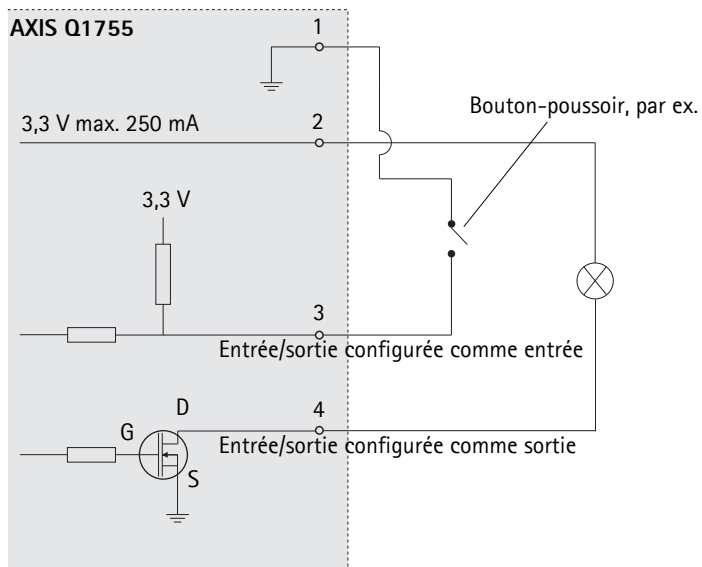 AXIS Q1755
1
Bouton-poussoir, par ex.
3,3 V max. 250 mA
2
3,3 V
3
Entrée/sortie configurée comme entrée
D
4
G
Entrée/sortie configurée comme sortie
S